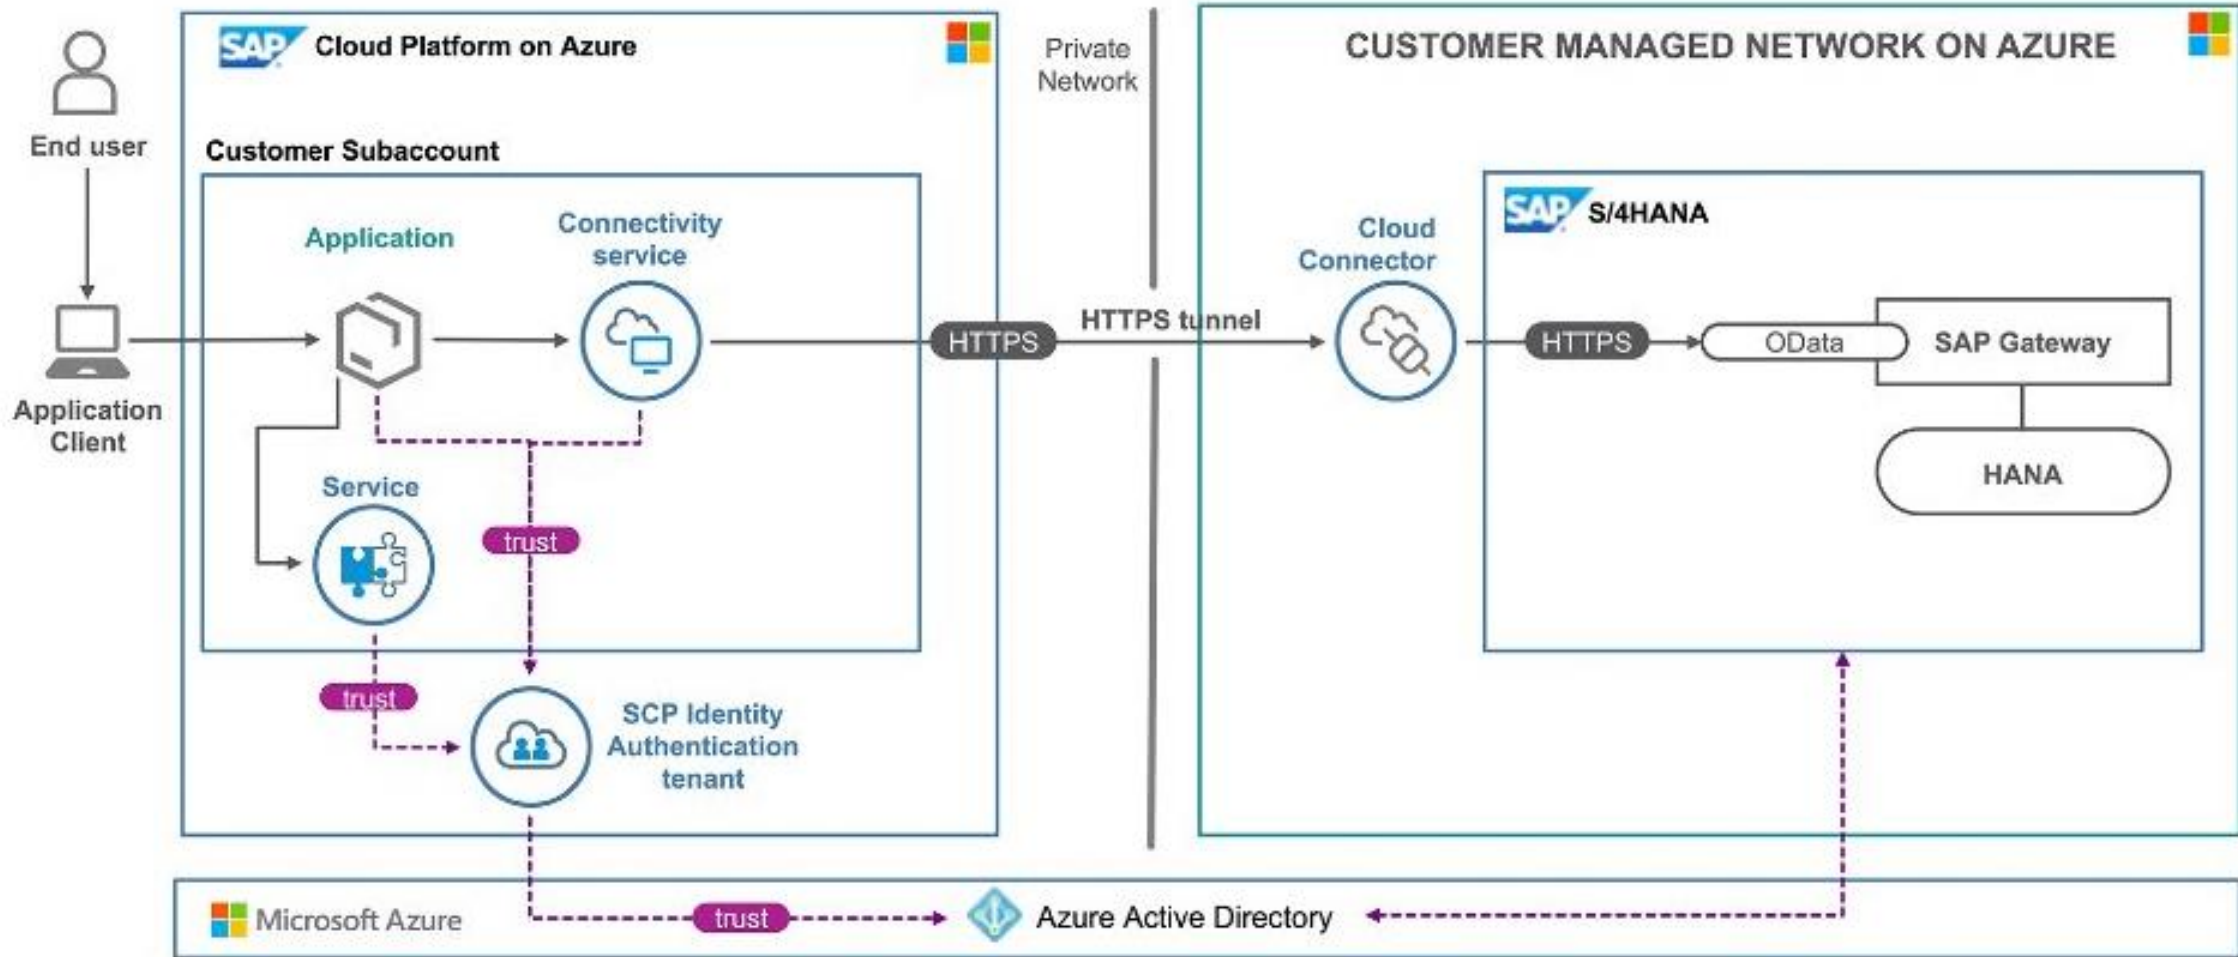 SAP Cloud Platform on Azure
Private
Network
CUSTOMER MANAGED NETWORK ON AZURE
End user
Customer Subaccount
Application
Connectivity
service
Cloud
Connector
SAP S/4HANA
HTTPS
HTTPS tunnel
HTTPS
OData
SAP Gateway
Application
Client
HANA
Service
trust
trust
SCP Identity
Authentication
tenant
Microsoft Azure
trust
Azure Active Directory